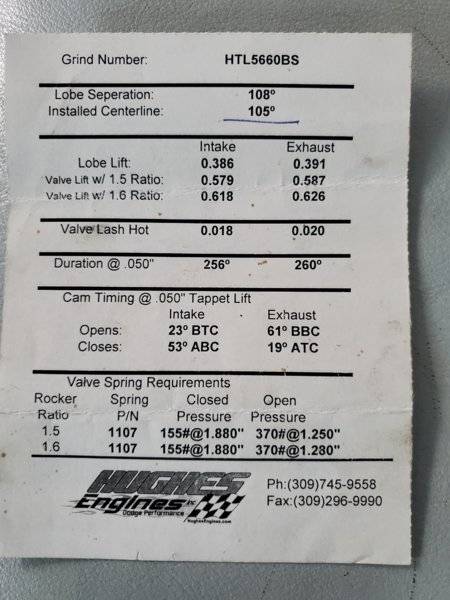 Grind Number: HTL5660BS
Lobe Seperation: 108º
Installed Centerline: 105º
Intake Exhaust
Lobe Lift: 0.386 0.391
Valve Lift w/ 1.5 Ratio: 0.579 0.587
Valve Lift w/ 1.6 Ratio: 0.618 0.626
Valve Lash Hot 0.018 0.020
Duration @ .050" 256º 260º
Cam Timing @ .050" Tappet Lift
Intake Exhaust
Opens: 23º BTC 61º BBC
Closes: 53º ABC 19º ATC
Valve Spring Requirements
Rocker Spring Closed Open
Ratio P/N Pressure Pressure
1.5 1107 155#@1.880" 370#@1.250"
1.6 1107 155#@1.880" 370#@1.280"
HUGHES
Engines INC
Dodge Performance
HughesEngines.com
Ph:(309)745-9558
Fax:(309)296-9990